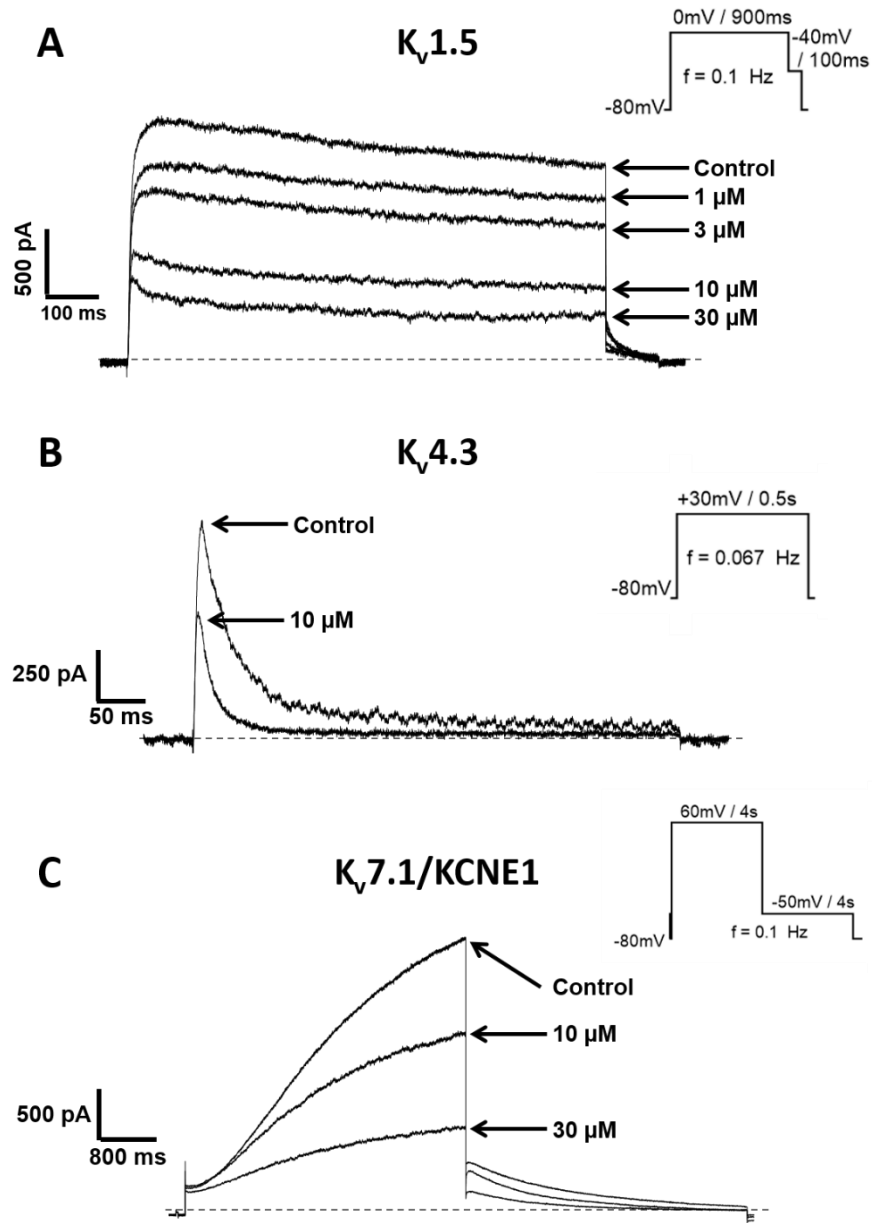 A
Kv1.5
0mV / 900ms
-40mV
/ 100ms
f = 0.1 Hz
-80mV
Control
1 µM
3 µM
10 µM
30 µM
500 pA
100 ms
B
Kv4.3
+30mV / 0.5s
f = 0.067 Hz
-80mV
Control
10 µM
250 pA
50 ms
C
Kv7.1/KCNE1
60mV / 4s
-50mV / 4s
-80mV
f = 0.1 Hz
Control
10 µM
30 µM
500 pA
800 ms